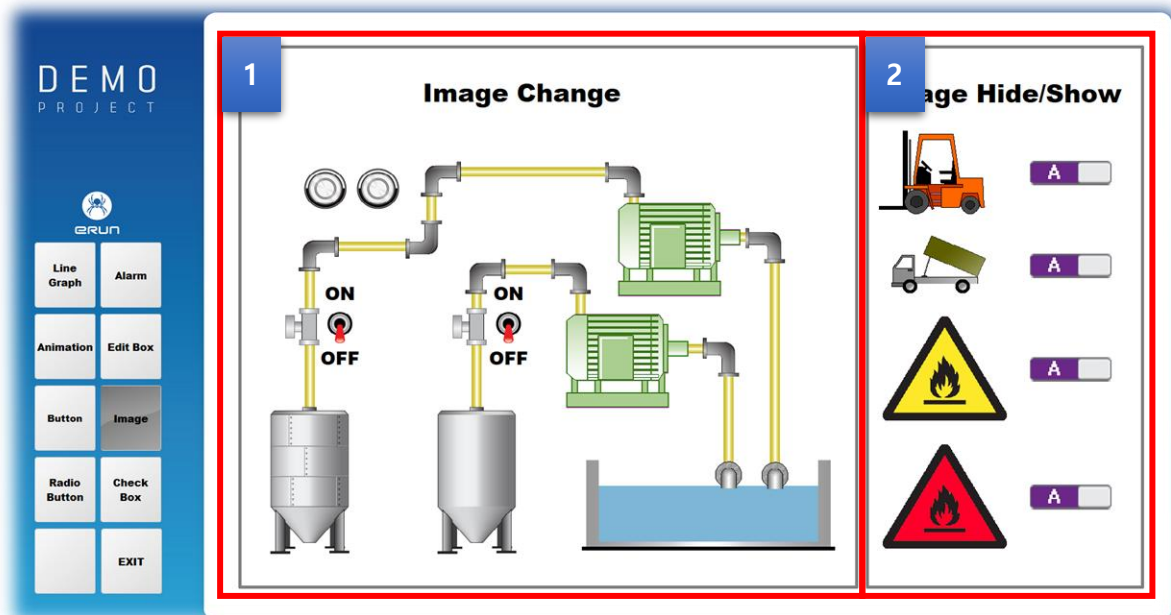 DEMO
PROJECT
eRUN
Line
Graph
Alarm
Animation
Edit Box
Button
Image
Radio
Button
Check
Box
EXIT
1
Image Change
ON
OFF
ON
OFF
2
age Hide/Show
A
A
A
A